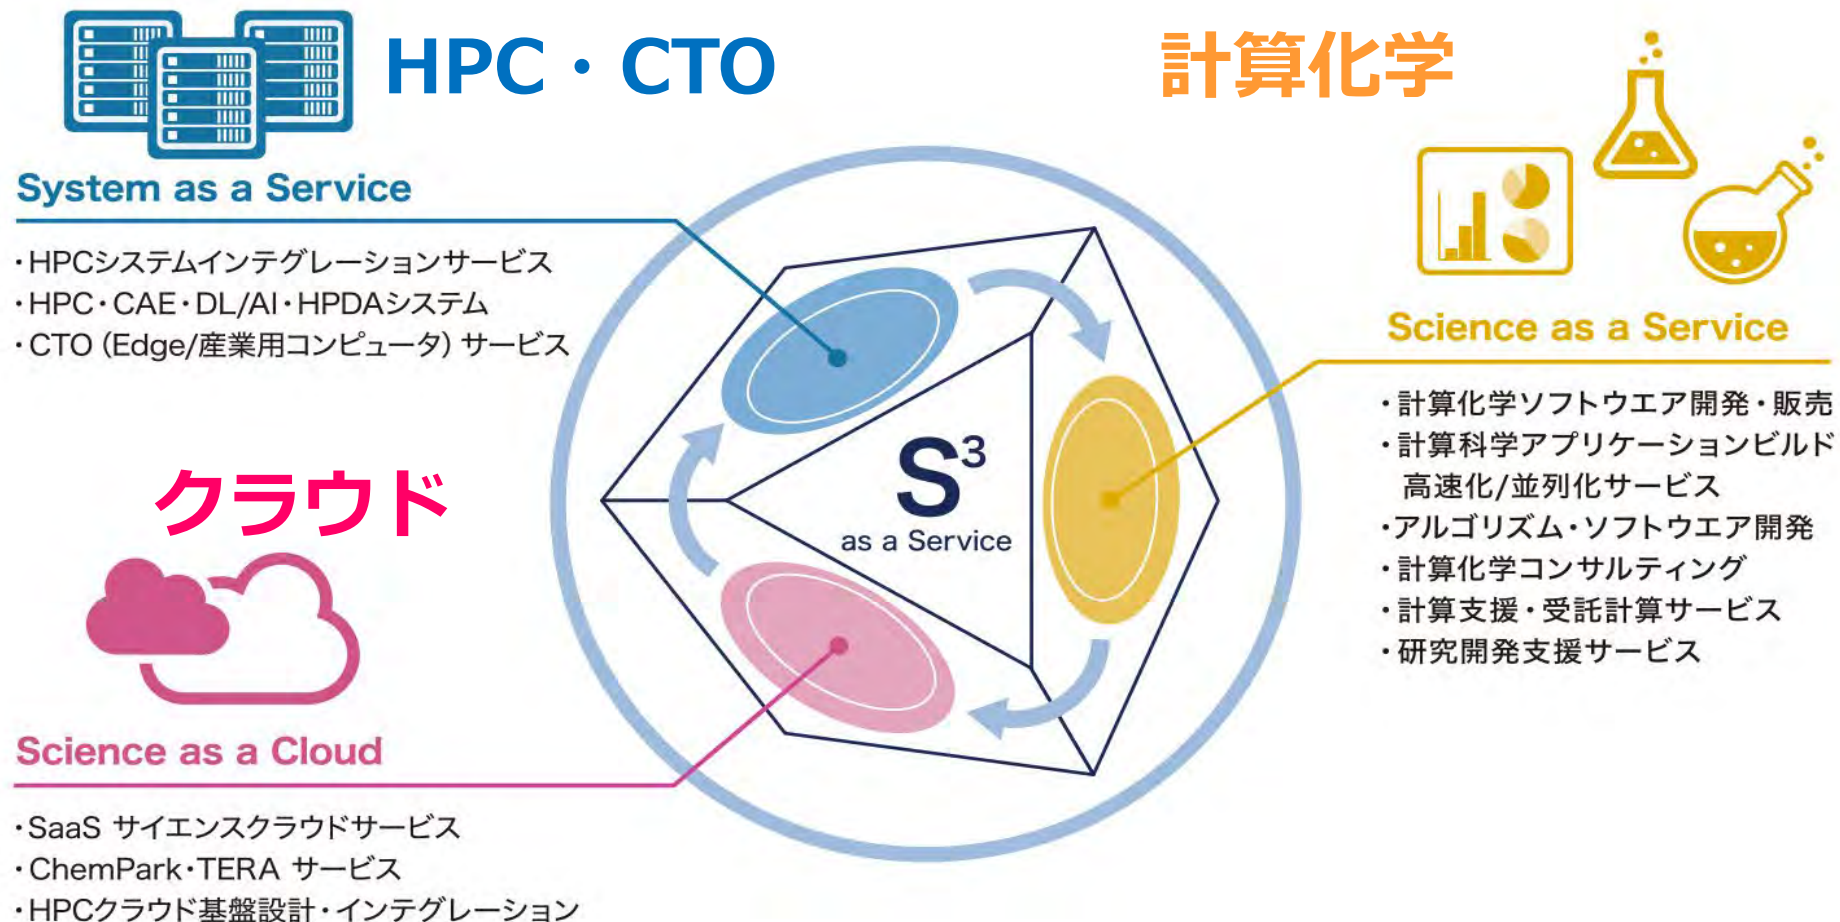 HPC・CTO
System as a Service
・HPCシステムインテグレーションサービス
・HPC・CAE・DL/AI・HPDAシステム
・CTO（Edge/産業用コンピュータ）サービス
計算化学
Science as a Service
・計算化学ソフトウエア開発・販売
・計算科学アプリケーションビルド
高速化/並列化サービス
・アルゴリズム・ソフトウエア開発
・計算化学コンサルティング
・計算支援・受託計算サービス
・研究開発支援サービス
S³
as a Service
クラウド
Science as a Cloud
・SaaS サイエンスクラウドサービス
・ChemPark・TERA サービス
・HPCクラウド基盤設計・インテグレーション